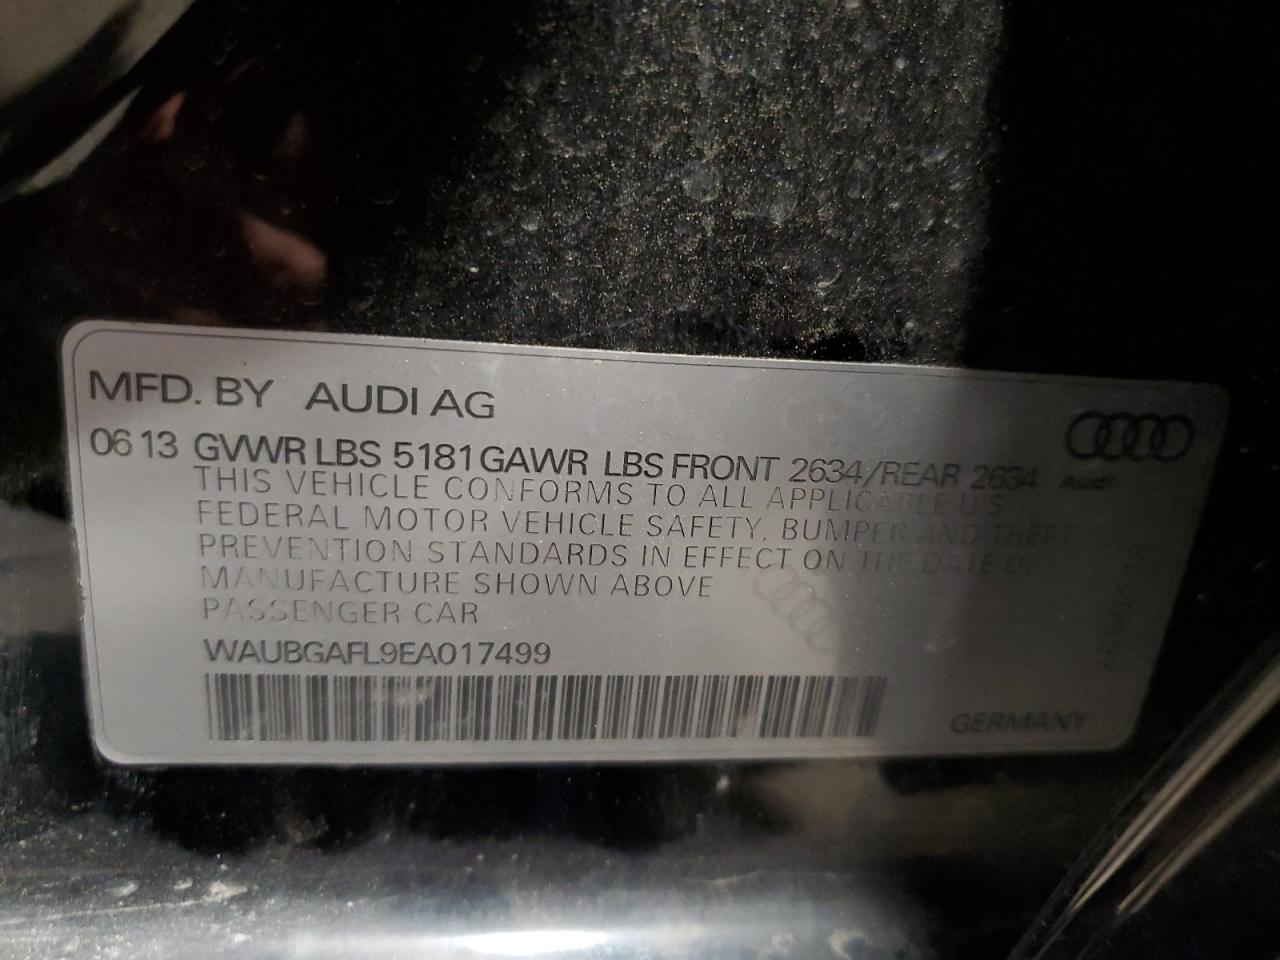 MFD. BY AUDI AG
06 13 GVWR LBS 5181 GAWR LBS FRONT 2634/REAR 2634
Audi
THIS VEHICLE CONFORMS TO ALL APPLICABLE U.S
FEDERAL MOTOR VEHICLE SAFETY, BUMPER AND THEFT
PREVENTION STANDARDS IN EFFECT ON THE DATE OF
MANUFACTURE SHOWN ABOVE
PASSENGER CAR
WAUBGAFL9EA017499
GERMANY